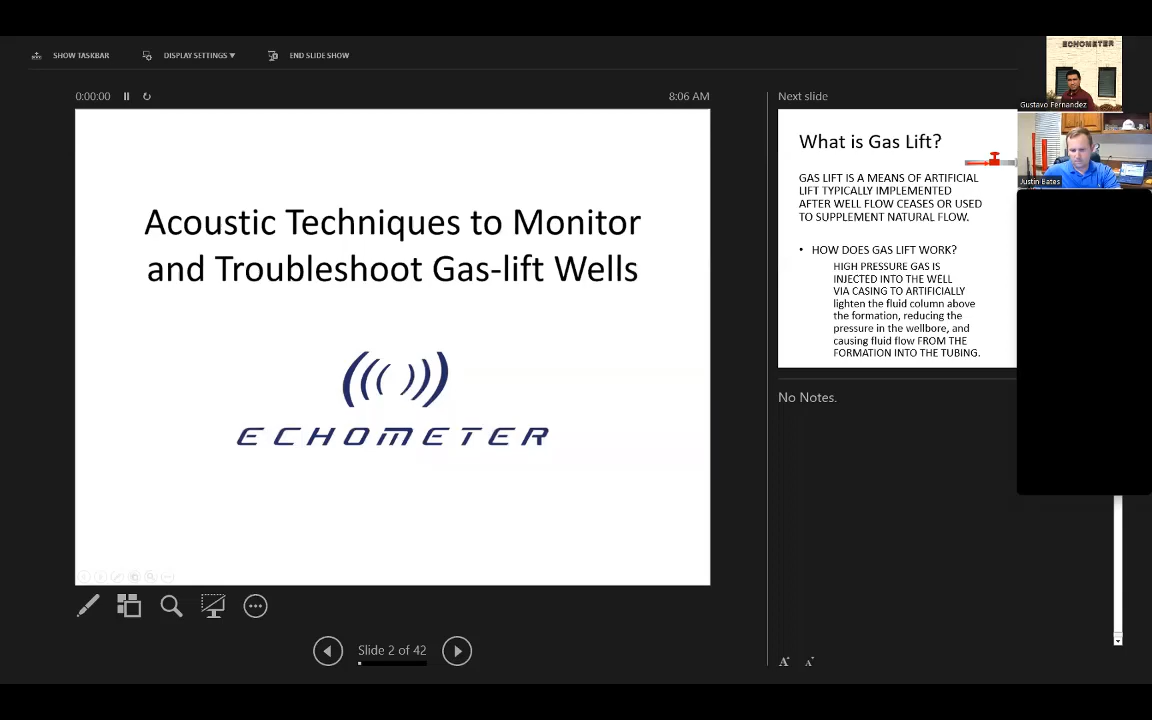 SHOW TASKBAR
DISPLAY SETTINGS ▼
END SLIDE SHOW
0:00:00
8:06 AM
Acoustic Techniques to Monitor
and Troubleshoot Gas-lift Wells
ECHOMETER
Slide 2 of 42
Next slide
What is Gas Lift?
GAS LIFT IS A MEANS OF ARTIFICIAL
LIFT TYPICALLY IMPLEMENTED
AFTER WELL FLOW CEASES OR USED
TO SUPPLEMENT NATURAL FLOW.
• HOW DOES GAS LIFT WORK?
HIGH PRESSURE GAS IS
INJECTED INTO THE WELL
VIA CASING TO ARTIFICIALLY
lighten the fluid column above
the formation, reducing the
pressure in the wellbore, and
causing fluid flow FROM THE
FORMATION INTO THE TUBING.
No Notes.
A A
ECHOMETER
Gustavo Fernandez
Justin Bates